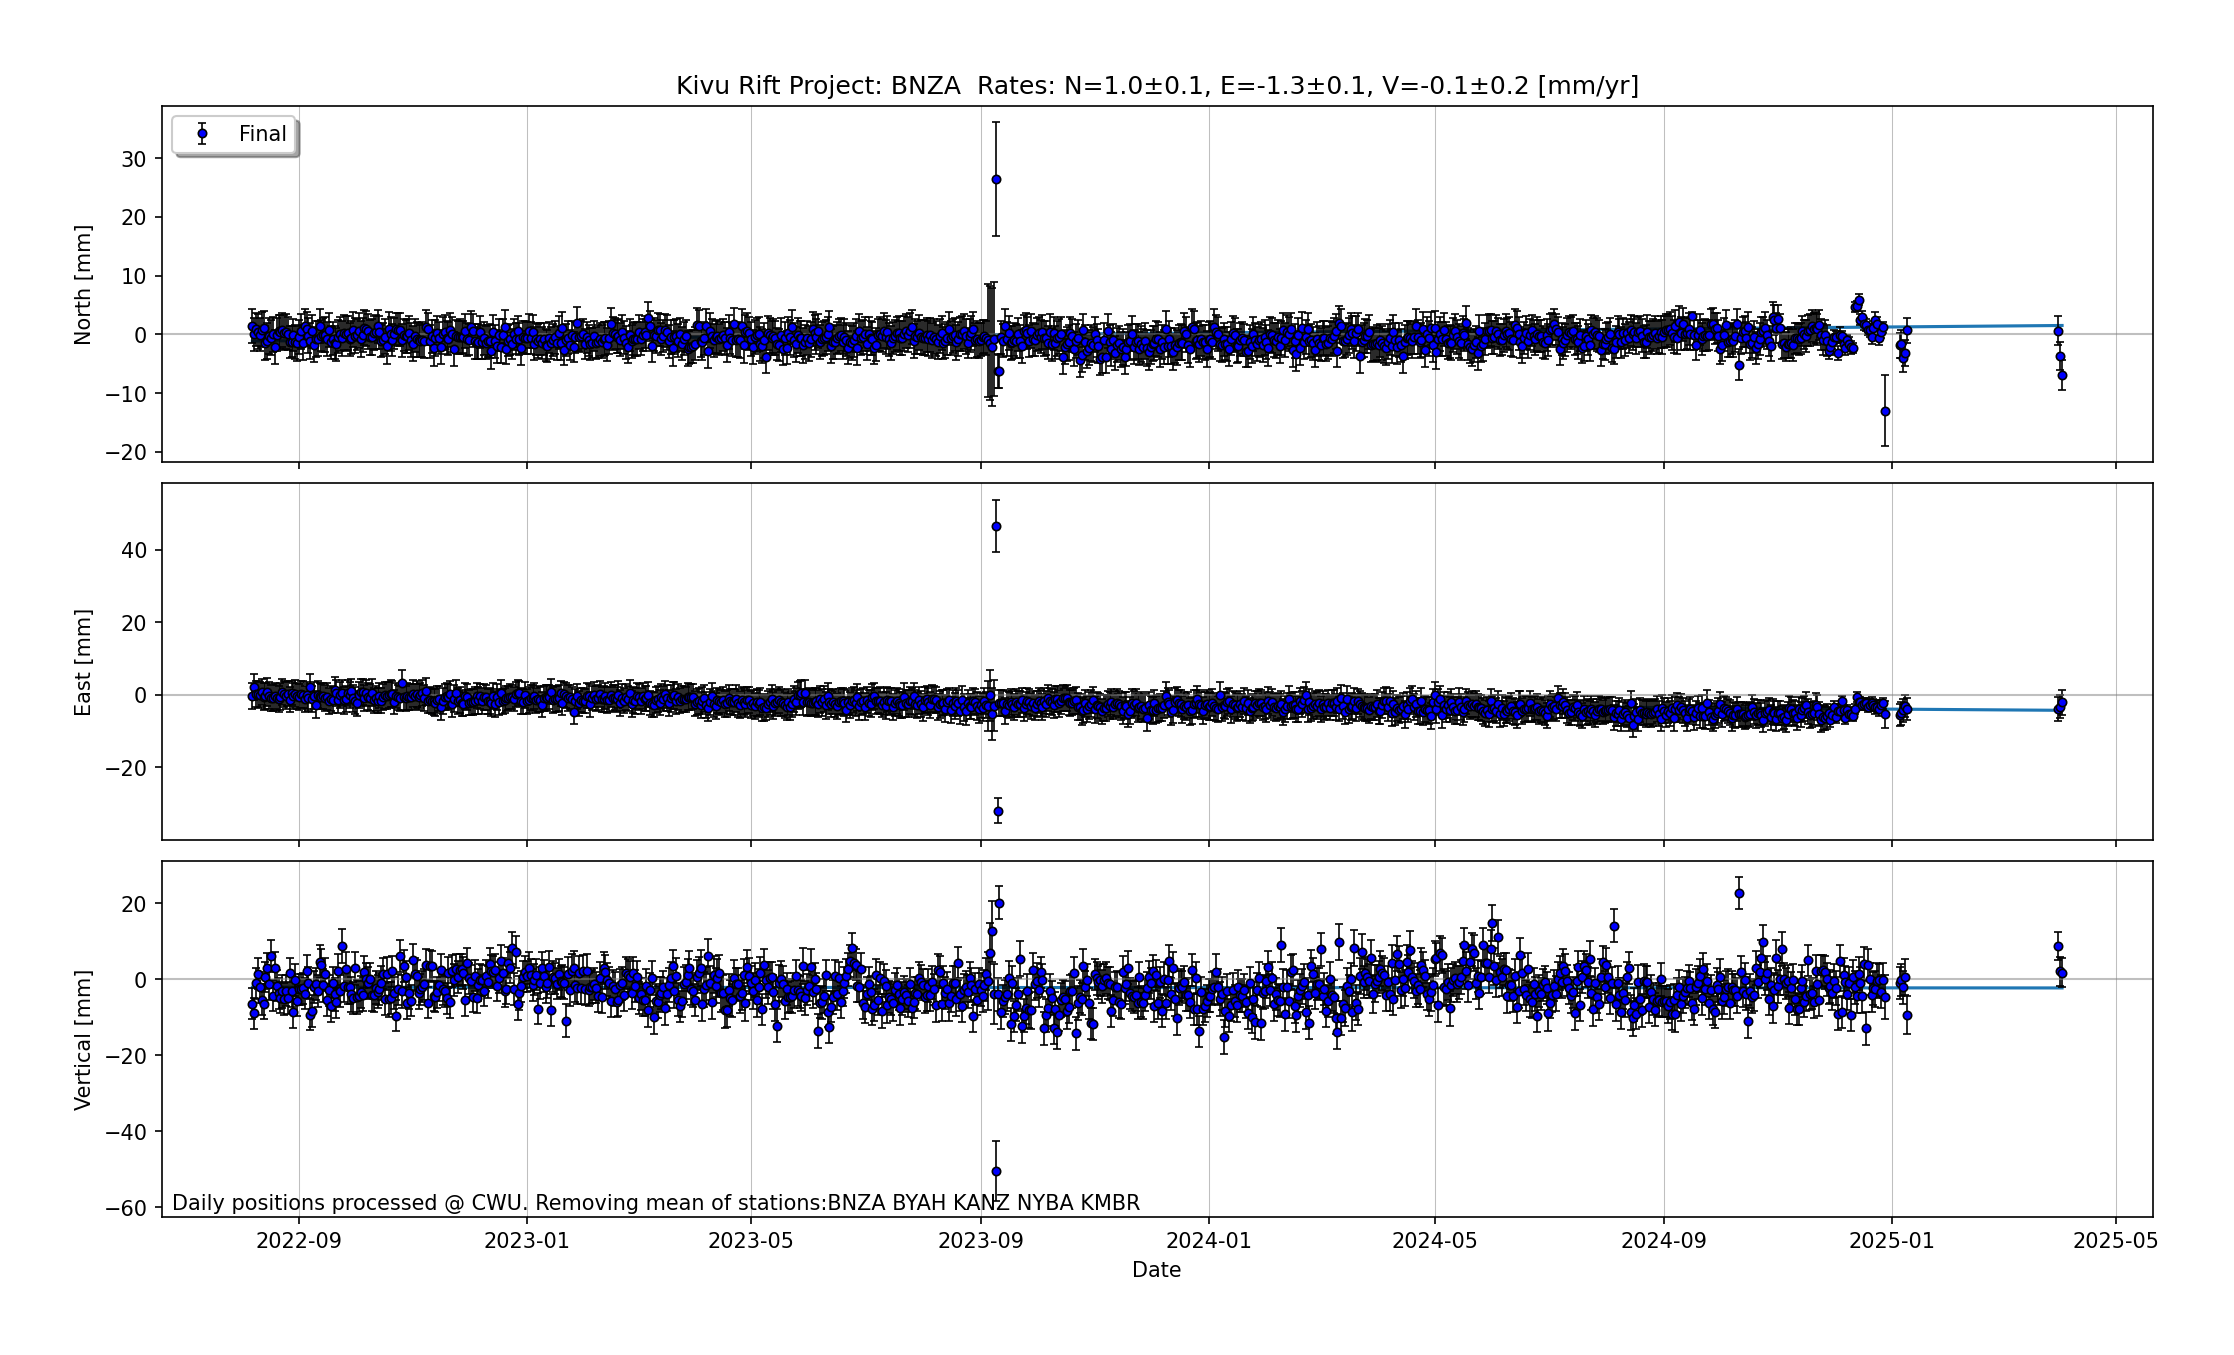 Kivu Rift Project: BNZA  Rates: N=1.0±0.1, E=-1.3±0.1, V=-0.1±0.2 [mm/yr]
Final
North [mm]
30
20
10
0
−10
−20
East [mm]
40
20
0
−20
Vertical [mm]
20
0
−20
−40
−60
Daily positions processed @ CWU. Removing mean of stations:BNZA BYAH KANZ NYBA KMBR
2022-09 2023-01 2023-05 2023-09 2024-01 2024-05 2024-09 2025-01 2025-05
Date